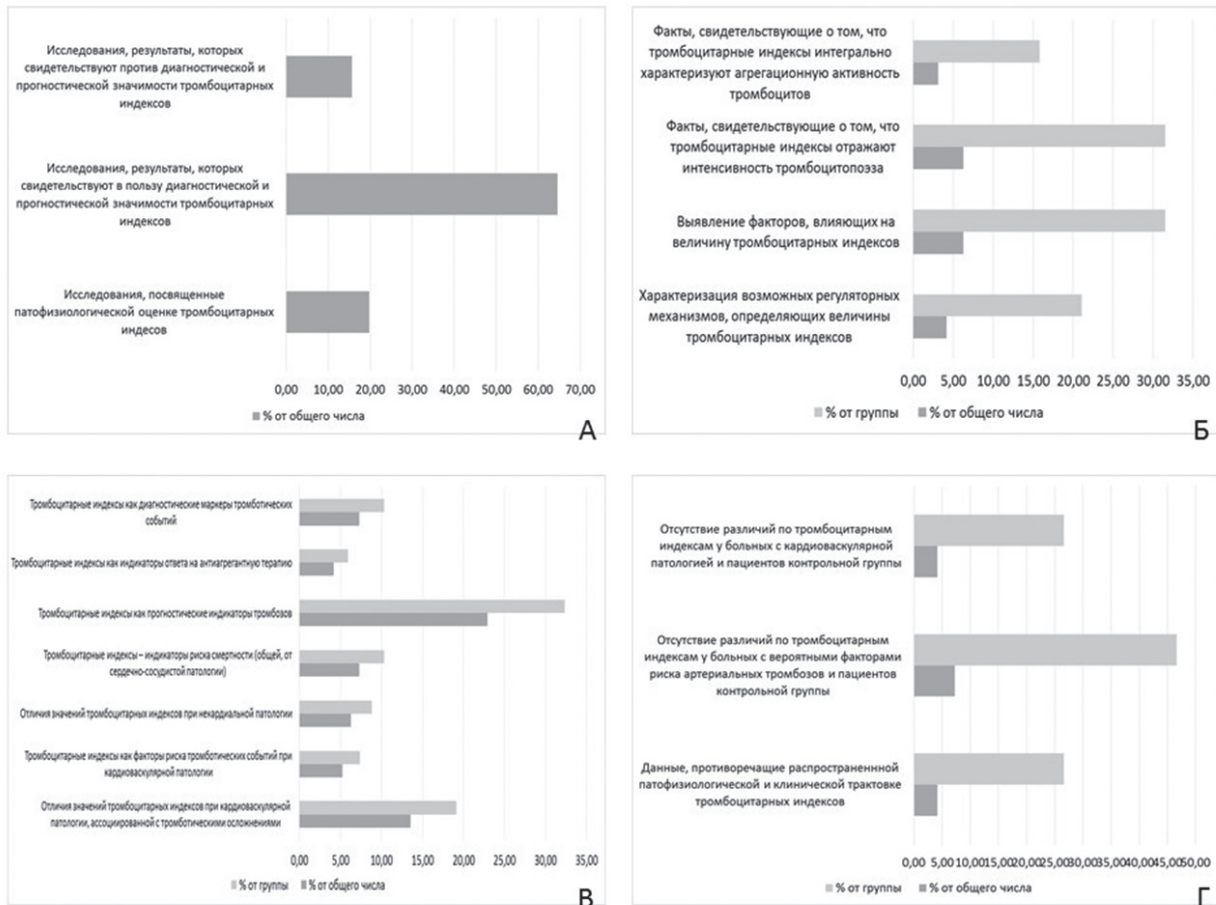 Исследования, результаты, которых
свидетельствуют против диагностической и
прогностической значимости тромбоцитарных
индексов
Исследования, результаты, которых
свидетельствуют в пользу диагностической и
прогностической значимости тромбоцитарных
индексов
Исследования, посвященные
патофизиологической оценке тромбоцитарных
индесов
0,00 10,00 20,00 30,00 40,00 50,00 60,00 70,00
% от общего числа
А
Факты, свидетельствующие о том, что
тромбоцитарные индексы интегрально
характеризуют агрегационную активность
тромбоцитов
Факты, свидетельствующие о том, что
тромбоцитарные индексы отражают
интенсивность тромбоцитопоэза
Выявление факторов, влияющих на
величину тромбоцитарных индексов
Характеризация возможных регуляторных
механизмов, определяющих величины
тромбоцитарных индексов
0,00 5,00 10,00 15,00 20,00 25,00 30,00 35,00
% от группы % от общего числа
Б
Тромбоцитарные индексы как диагностические маркеры тромботических
событий
Тромбоцитарные индексы как индикаторы ответа на антиагрегантную терапию
Тромбоцитарные индексы как прогностические индикаторы тромбозов
Тромбоцитарные индексы – индикаторы риска смертности (общей, от
сердечно-сосудистой патологии)
Отличия значений тромбоцитарных индексов при некардиальной патологии
Тромбоцитарные индексы как факторы риска тромботических событий при
кардиоваскулярной патологии
Отличия значений тромбоцитарных индексов при кардиоваскулярной
патологии, ассоциированной с тромботическими осложнениями
0,00 5,00 10,00 15,00 20,00 25,00 30,00 35,00
% от группы % от общего числа
В
Отсутствие различий по тромбоцитарным
индексам у больных с кардиоваскулярной
патологией и пациентов контрольной группы
Отсутствие различий по тромбоцитарным
индексам у больных с вероятными факторами
риска артериальных тромбозов и пациентов
контрольной группы
Данные, противоречащие распространеннной
патофизиологической и клинической трактовке
тромбоцитарных индексов
0,00 5,00 10,00 15,00 20,00 25,00 30,00 35,00 40,00 45,00 50,00
% от группы % от общего числа
Г